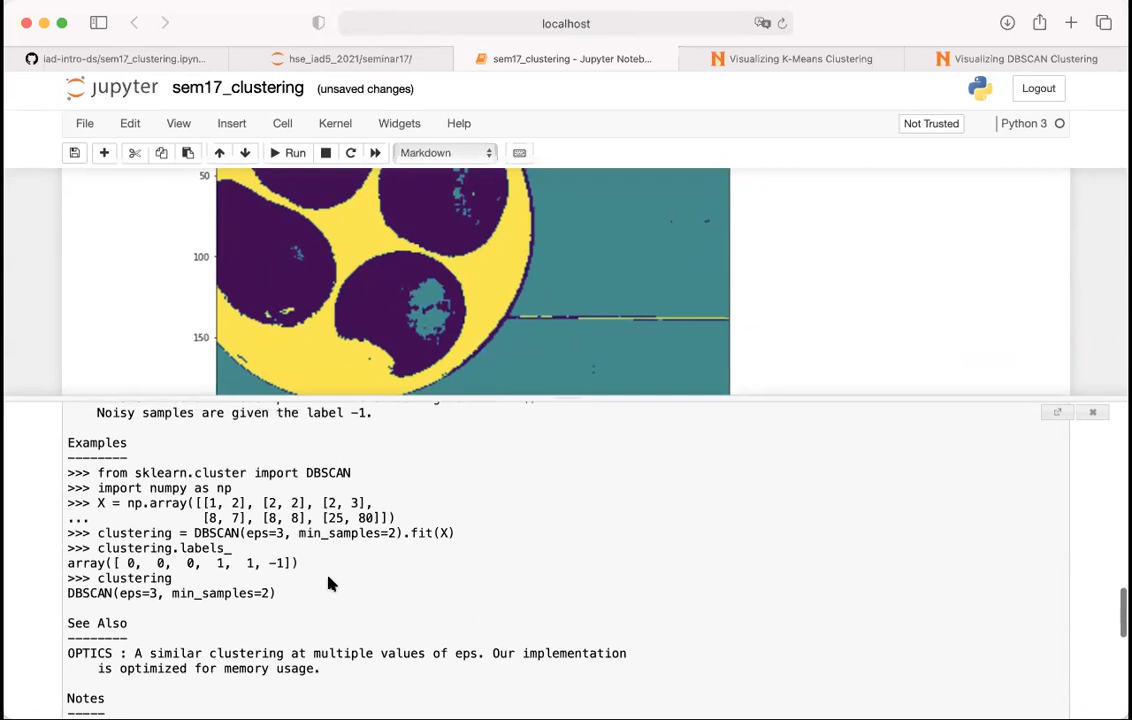 localhost
iad-intro-ds/sem17_clustering.ipyn...
hse_iad5_2021/seminar17/
sem17_clustering - Jupyter Noteb...
Visualizing K-Means Clustering
Visualizing DBSCAN Clustering
jupyter sem17_clustering (unsaved changes)
Logout
File Edit View Insert Cell Kernel Widgets Help
Not Trusted
Python 3
Run
Markdown
50
100
150
Noisy samples are given the label -1.
Examples
--------
>>> from sklearn.cluster import DBSCAN
>>> import numpy as np
>>> X = np.array([[1, 2], [2, 2], [2, 3],
... [8, 7], [8, 8], [25, 80]])
>>> clustering = DBSCAN(eps=3, min_samples=2).fit(X)
>>> clustering.labels_
array([ 0, 0, 0, 1, 1, -1])
>>> clustering
DBSCAN(eps=3, min_samples=2)
See Also
--------
OPTICS : A similar clustering at multiple values of eps. Our implementation
is optimized for memory usage.
Notes
-----